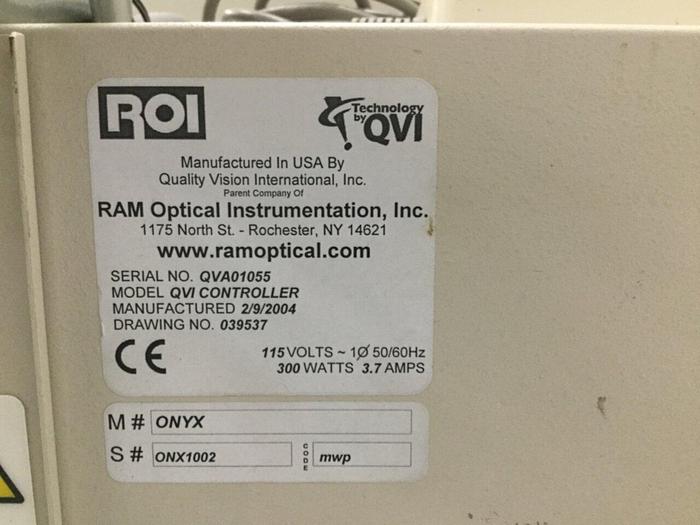 ROI
Technology
by QVI
Manufactured In USA By
Quality Vision International, Inc.
Parent Company Of
RAM Optical Instrumentation, Inc.
1175 North St. - Rochester, NY 14621
www.ramoptical.com
SERIAL NO. QVA01055
MODEL QVI CONTROLLER
MANUFACTURED 2/9/2004
DRAWING NO. 039537
CE
115 VOLTS ~ 1Ø 50/60Hz
300 WATTS 3.7 AMPS
M # ONYX
S # ONX1002 CODE mwp